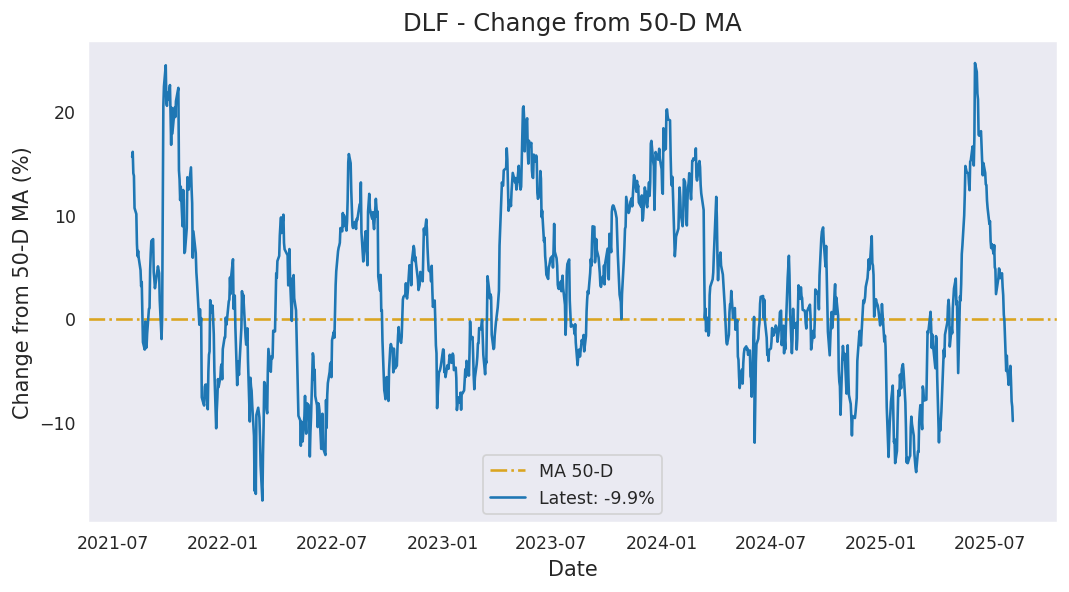 DLF - Change from 50-D MA
Change from 50-D MA (%)
20
10
0
−10
MA 50-D
Latest: -9.9%
2021-07 2022-01 2022-07 2023-01 2023-07 2024-01 2024-07 2025-01 2025-07
Date